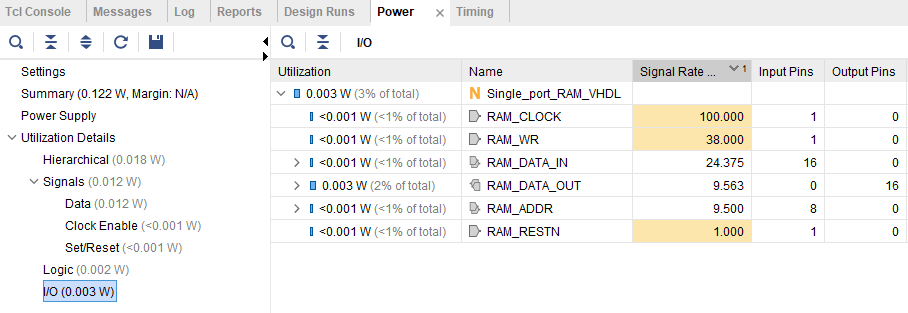 Tcl Console Messages Log Reports Design Runs Power × Timing
I/O
Settings
Summary (0.122 W, Margin: N/A)
Power Supply
Utilization Details
Hierarchical (0.018 W)
Signals (0.012 W)
Data (0.012 W)
Clock Enable (<0.001 W)
Set/Reset (<0.001 W)
Logic (0.002 W)
I/O (0.003 W)
Utilization Name Signal Rate ... 1 Input Pins Output Pins
0.003 W (3% of total) N Single_port_RAM_VHDL
<0.001 W (<1% of total) RAM_CLOCK 100.000 1 0
<0.001 W (<1% of total) RAM_WR 38.000 1 0
<0.001 W (<1% of total) RAM_DATA_IN 24.375 16 0
0.003 W (2% of total) RAM_DATA_OUT 9.563 0 16
<0.001 W (<1% of total) RAM_ADDR 9.500 8 0
<0.001 W (<1% of total) RAM_RESTN 1.000 1 0